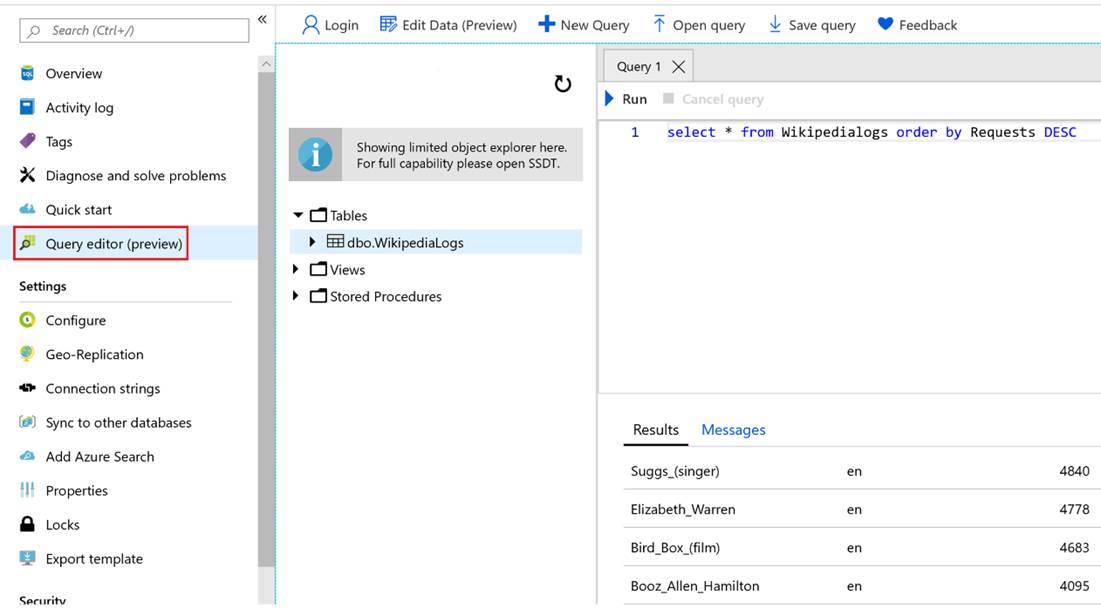 Search (Ctrl+/)
«
Overview
Activity log
Tags
Diagnose and solve problems
Quick start
Query editor (preview)
Settings
Configure
Geo-Replication
Connection strings
Sync to other databases
Add Azure Search
Properties
Locks
Export template
Security
Login
Edit Data (Preview)
New Query
Open query
Save query
Feedback
Showing limited object explorer here.
For full capability please open SSDT.
Tables
dbo.WikipediaLogs
Views
Stored Procedures
Query 1
Run
Cancel query
1 select * from Wikipedialogs order by Requests DESC
Results Messages
Suggs_(singer) en 4840
Elizabeth_Warren en 4778
Bird_Box_(film) en 4683
Booz_Allen_Hamilton en 4095